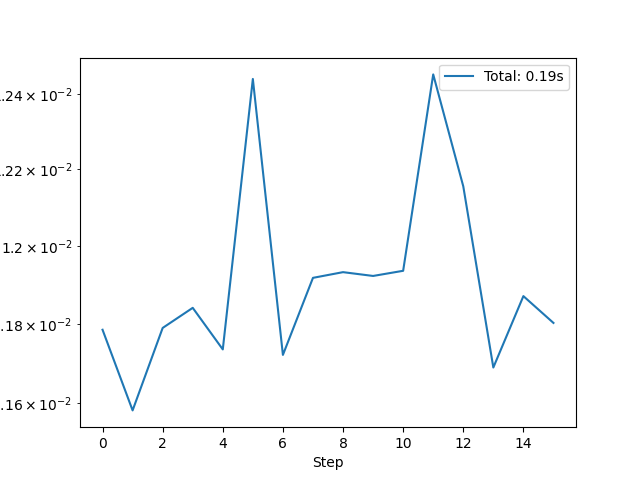 Total: 0.19s
.24 × 10⁻²
.22 × 10⁻²
1.2 × 10⁻²
.18 × 10⁻²
.16 × 10⁻²
0 2 4 6 8 10 12 14
Step